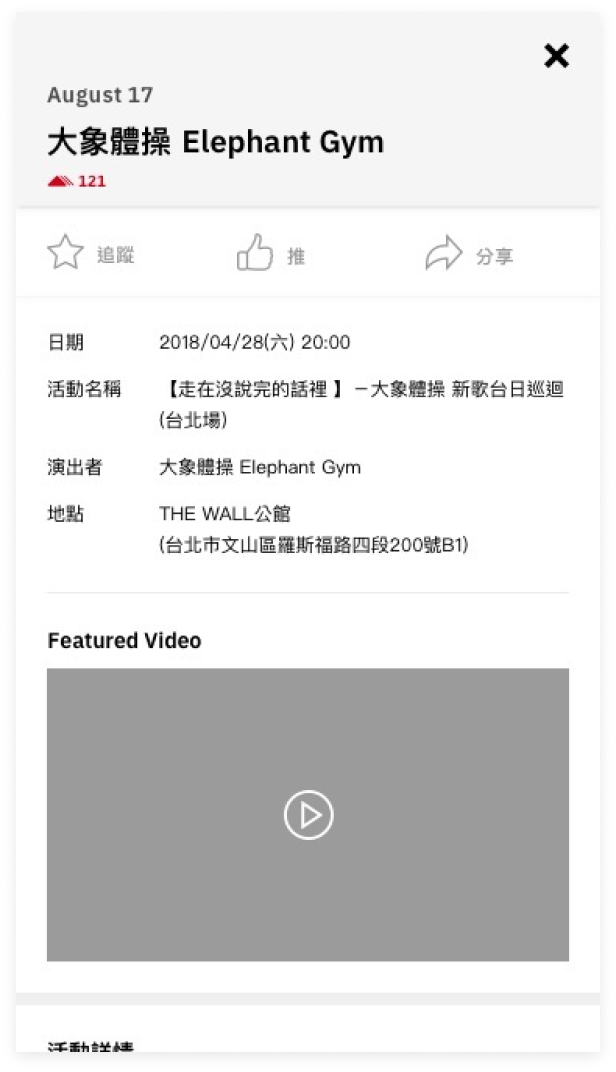 August 17
大象體操 Elephant Gym
121
追蹤
推
分享
日期
2018/04/28(六) 20:00
活動名稱
【走在沒說完的話裡 】－大象體操 新歌台日巡迴
(台北場)
演出者
大象體操 Elephant Gym
地點
THE WALL公館
(台北市文山區羅斯福路四段200號B1)
Featured Video
活動詳情